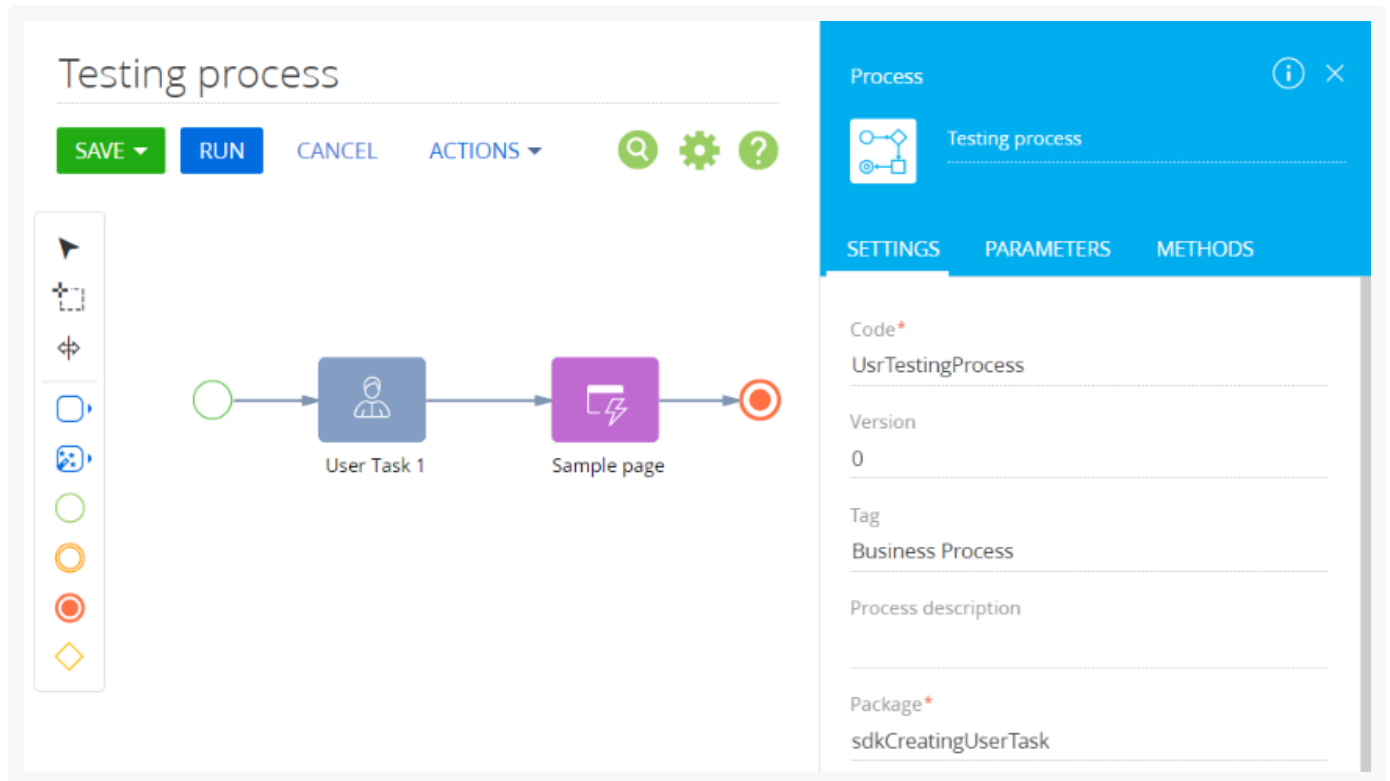 Testing process
SAVE
RUN
CANCEL
ACTIONS
?
User Task 1
Sample page
Process
i
Testing process
SETTINGS
PARAMETERS
METHODS
Code*
UsrTestingProcess
Version
0
Tag
Business Process
Process description
Package*
sdkCreatingUserTask